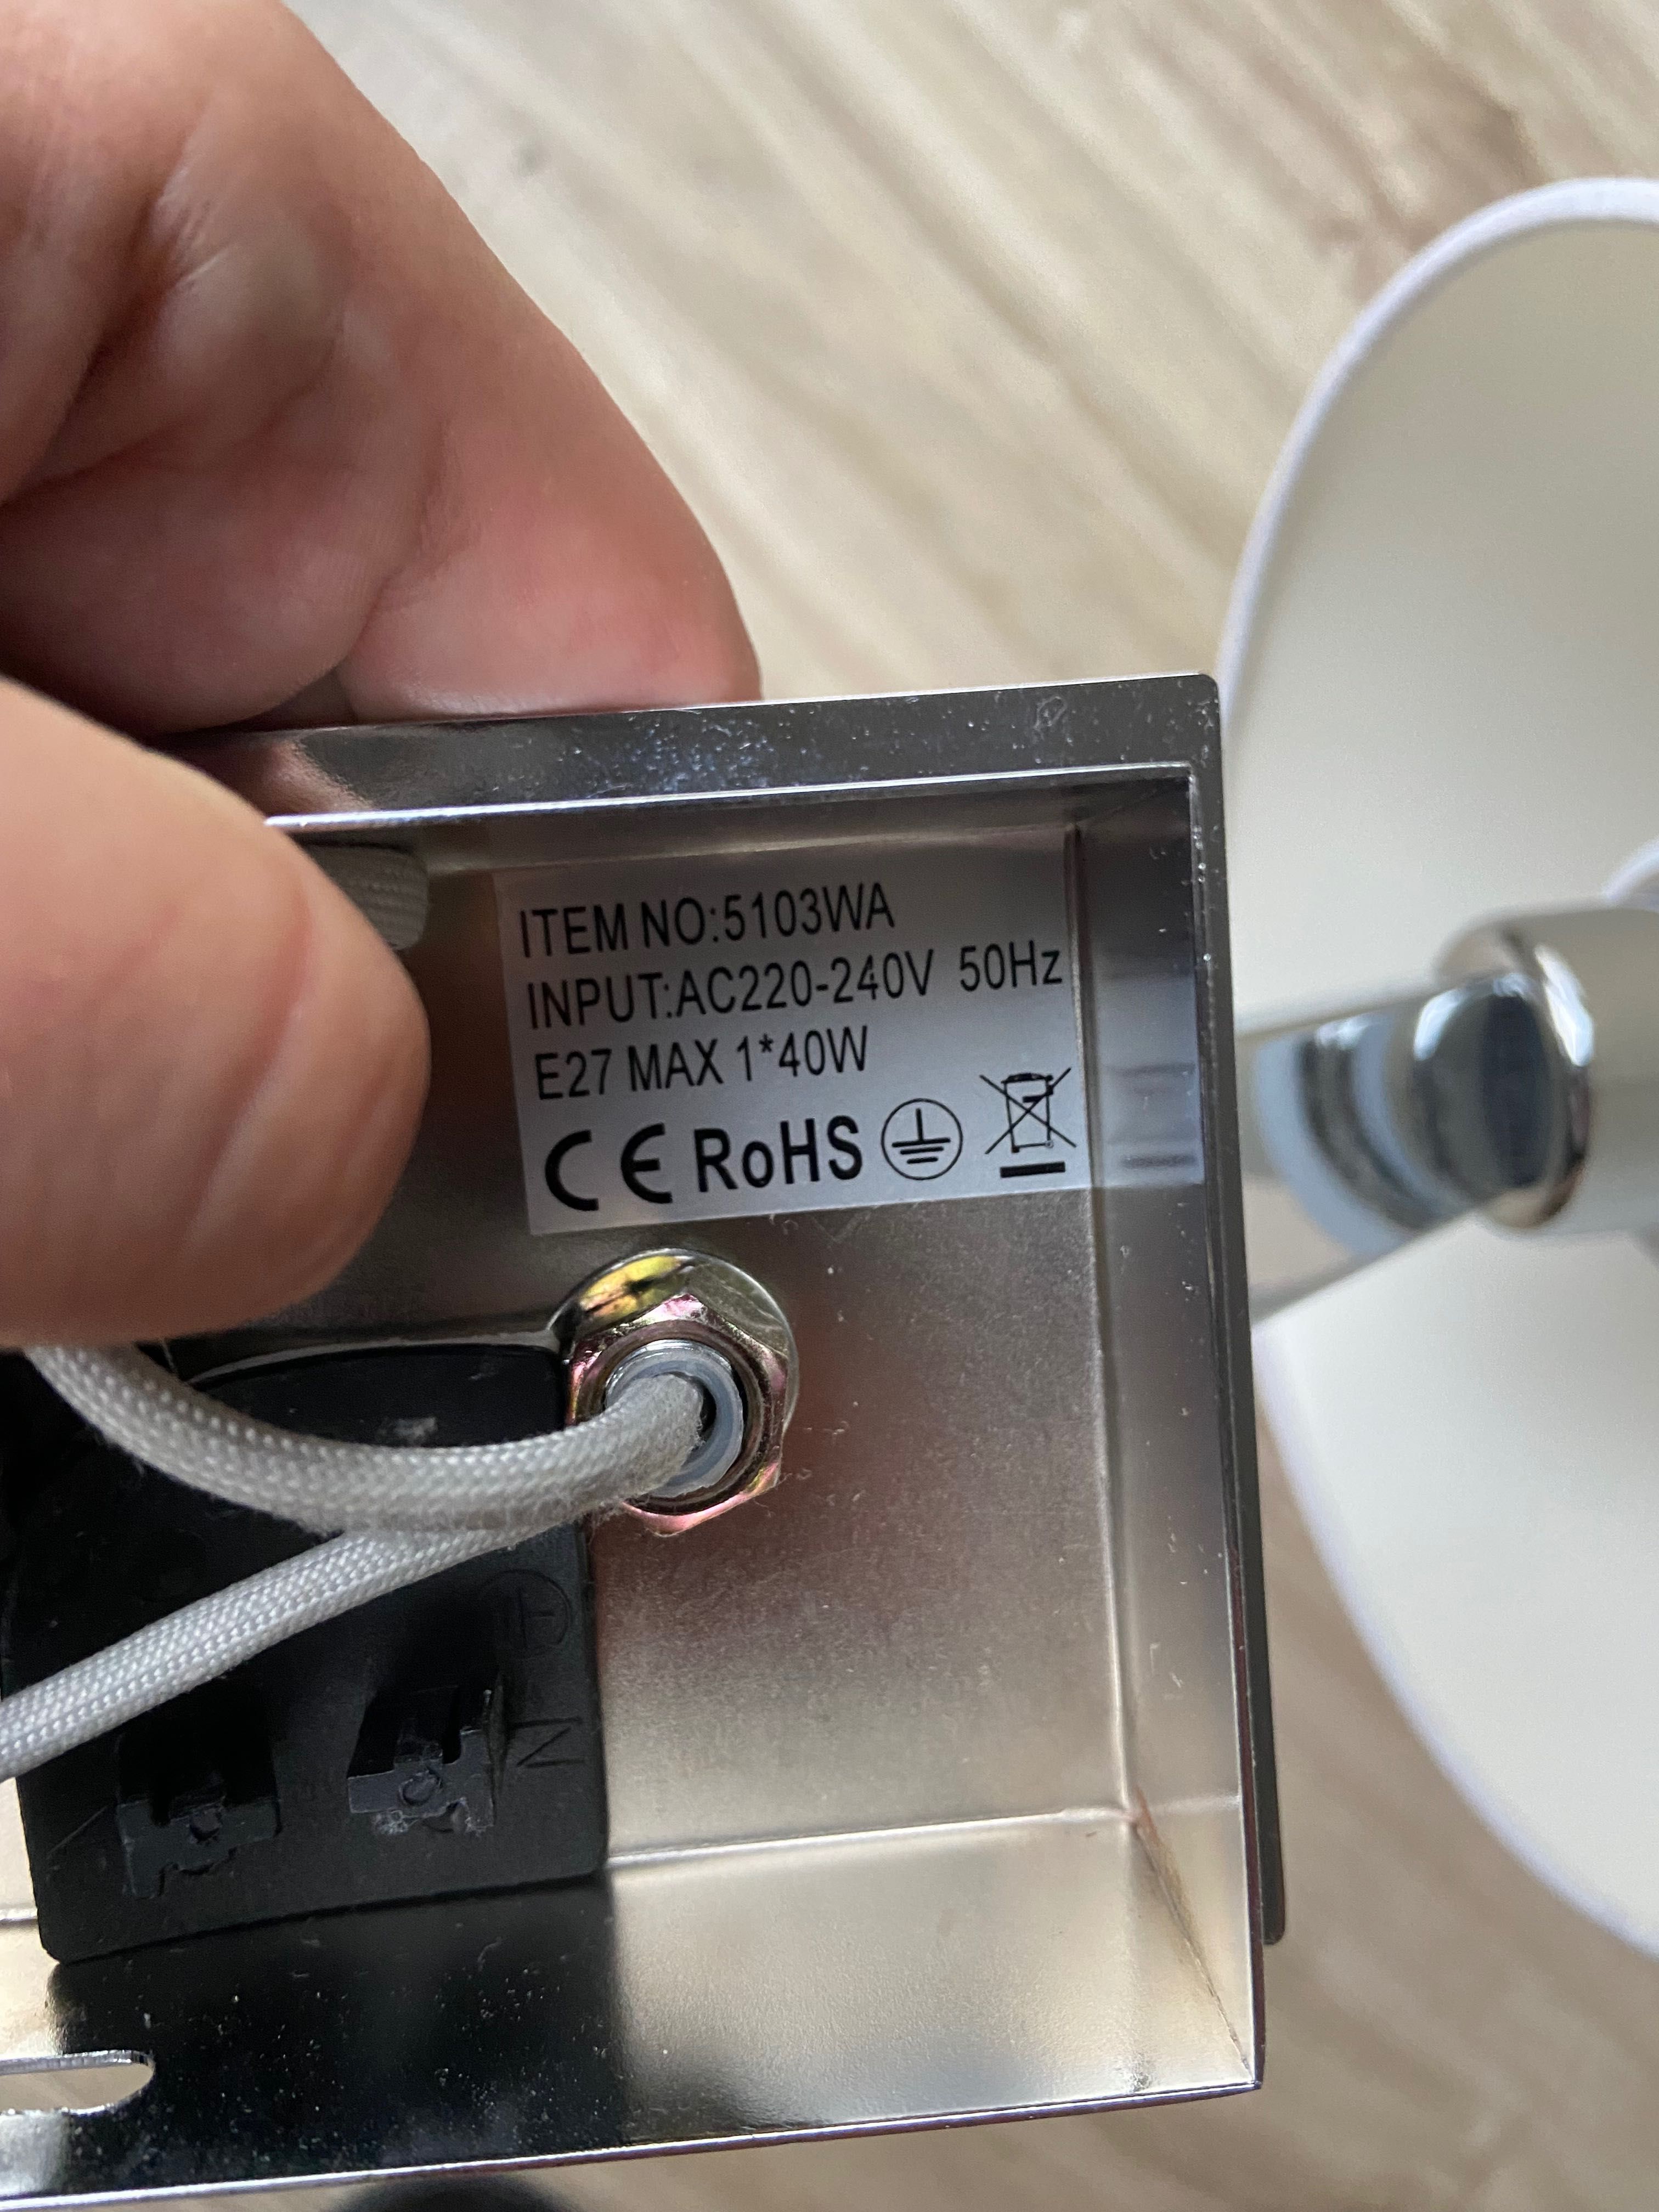 ITEM NO:5103WA
INPUT:AC220-240V 50Hz
E27 MAX 1*40W
CE RoHS
N